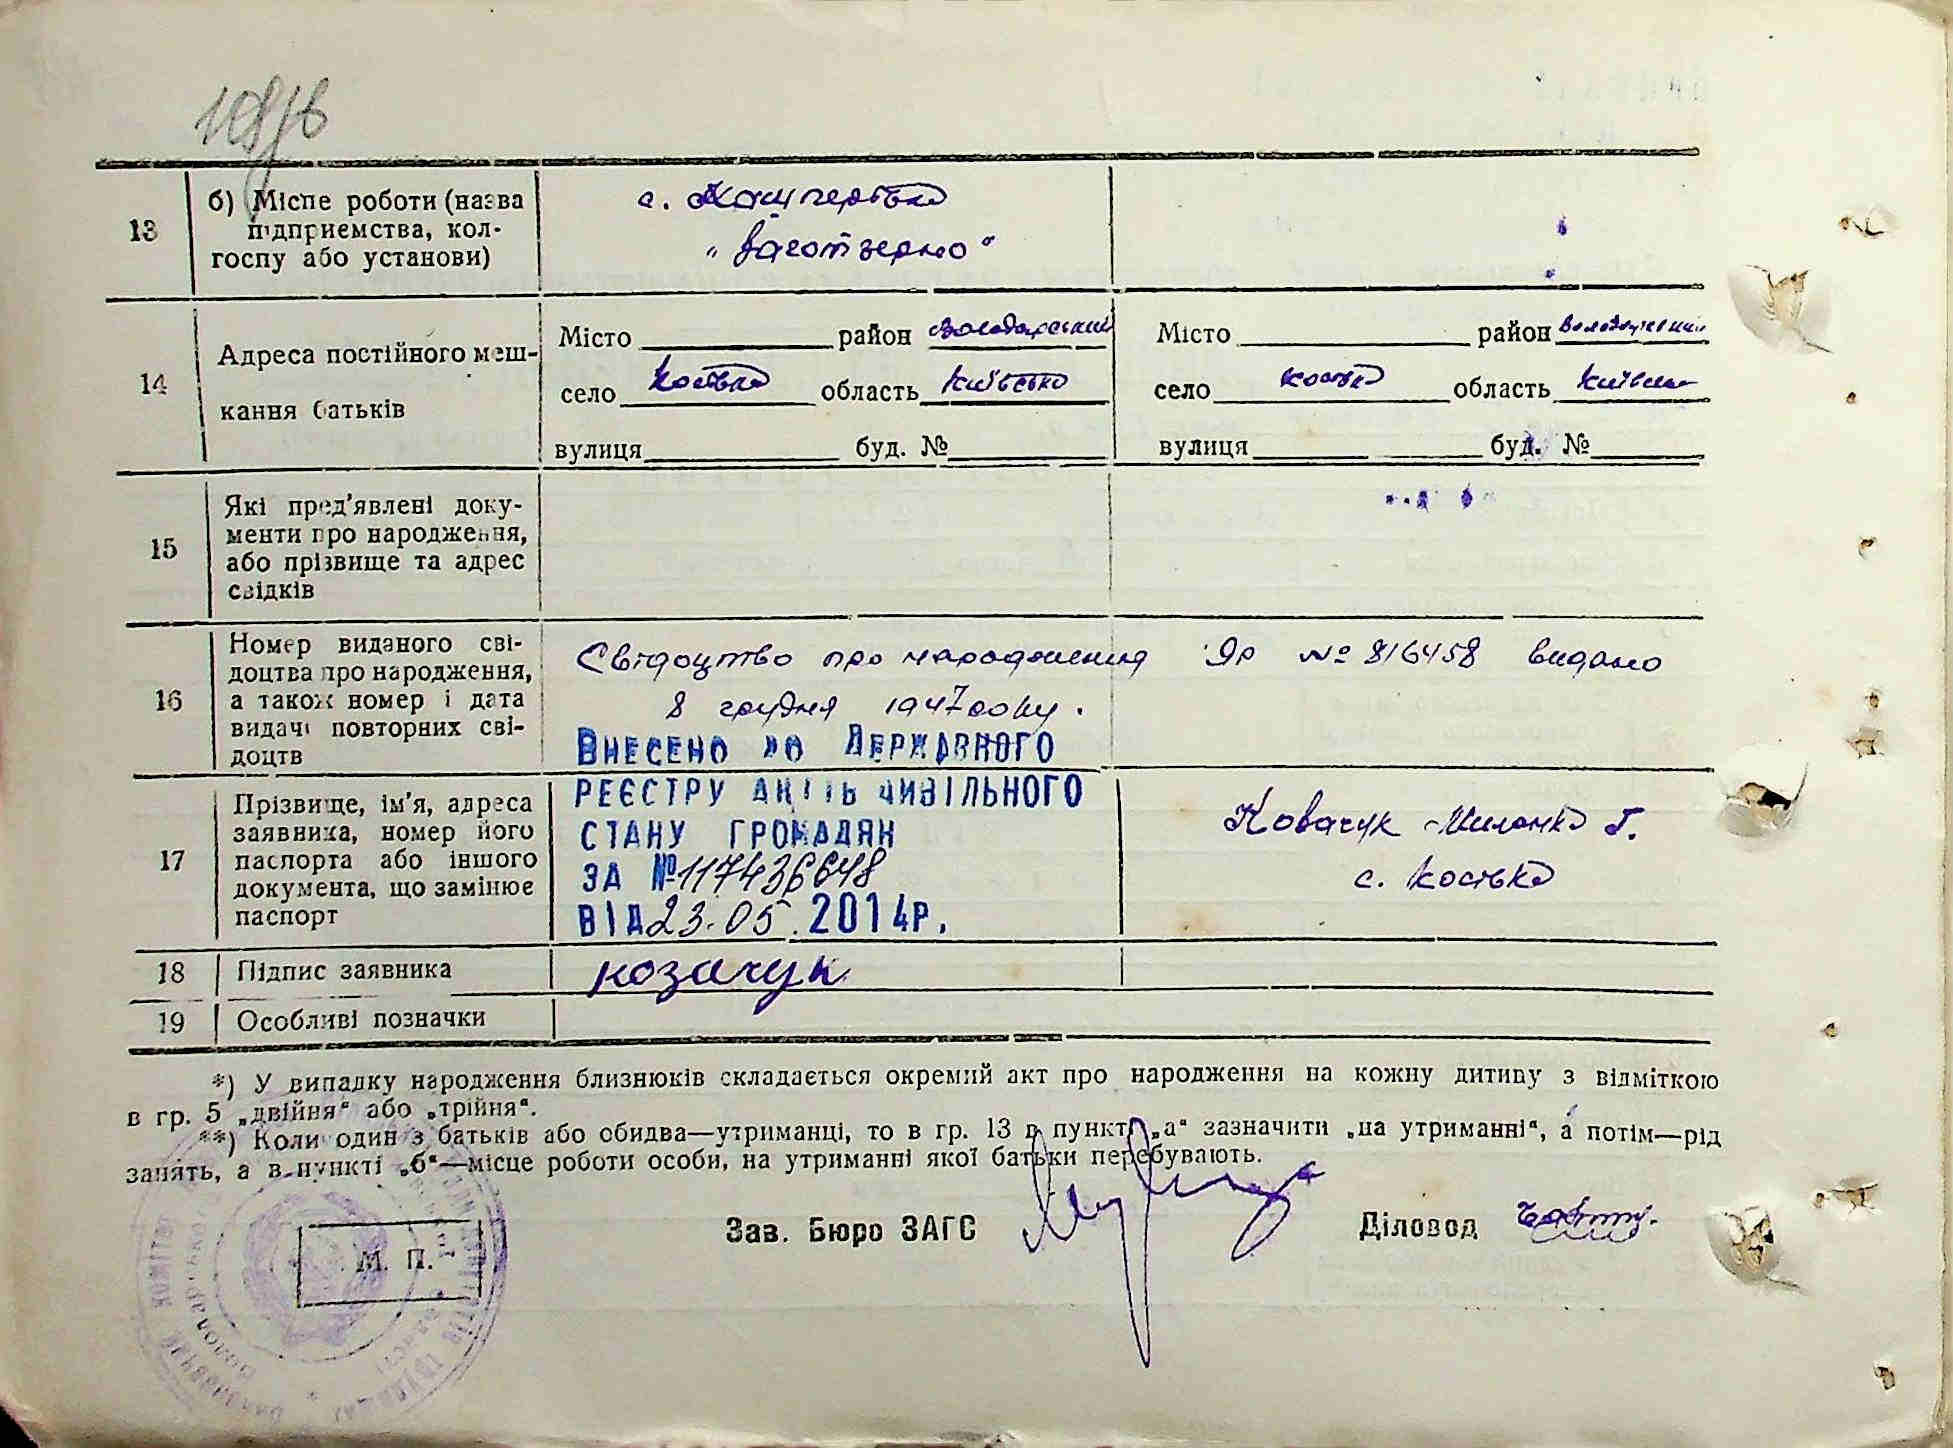 13
б) Місце роботи (назва
підприємства, кол-
госпу або установи)
с.
"Заготзерно"
14
Адреса постійного меш-
кання батьків
Місто район Володарський
село Косівка область Київська
вулиця буд. №
Місто район Володарський
село Косівка область Київська
вулиця буд. №
15
Які пред'явлені доку-
менти про народження,
або прізвище та адрес
свідків
16
Номер виданого сві-
доцтва про народження,
а також номер і дата
видачі повторних сві-
доцтв
Свідоцтво про народження ЯР № 816458 видано
8 грудня 1947 року.
ВНЕСЕНО ДО ДЕРЖАВНОГО
РЕЄСТРУ АКТІВ ЦИВІЛЬНОГО
СТАНУ ГРОМАДЯН
ЗА №117436648
ВІД 23.05.2014Р.
17
Прізвище, ім'я, адреса
заявника, номер його
паспорта або іншого
документа, що замінює
паспорт
Г.
с. Косівка
18
Підпис заявника
козачук
19
Особливі позначки
*) У випадку народження близнюків складається окремий акт про народження на кожну дитину з відміткою
в гр. 5 „двійня“ або „трійня“.
**) Коли один з батьків або обидва—утриманці, то в гр. 13 в пункті „а“ зазначити „на утриманні“, а потім—рід
занять, а в пункті „б“—місце роботи особи, на утриманні якої батьки перебувають.
М. П.
Зав. Бюро ЗАГС
Діловод